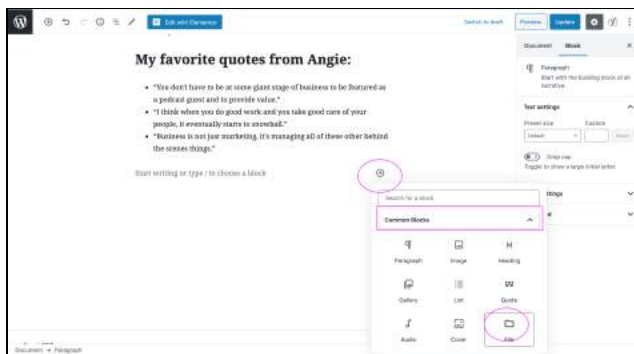 Edit with Elementor
Switch to draft
Preview
Update
Document
Block
My favorite quotes from Angie:
Paragraph
Start with the building block of all
narrative.
• "You don't have to be at some giant stage of business to be featured as
a podcast guest and to provide value."
• "I think when you do good work and you take good care of your
people, it eventually starts to snowball."
• "Business is not just marketing, it's managing all of these other behind
the scenes things."
Text settings
Preset size
Custom
Default
Reset
Drop cap
Toggle to show a large initial letter.
Start writing or type / to choose a block
Search for a block
Common Blocks
Paragraph
Image
Heading
Gallery
List
Quote
Audio
Cover
File
Document → Paragraph